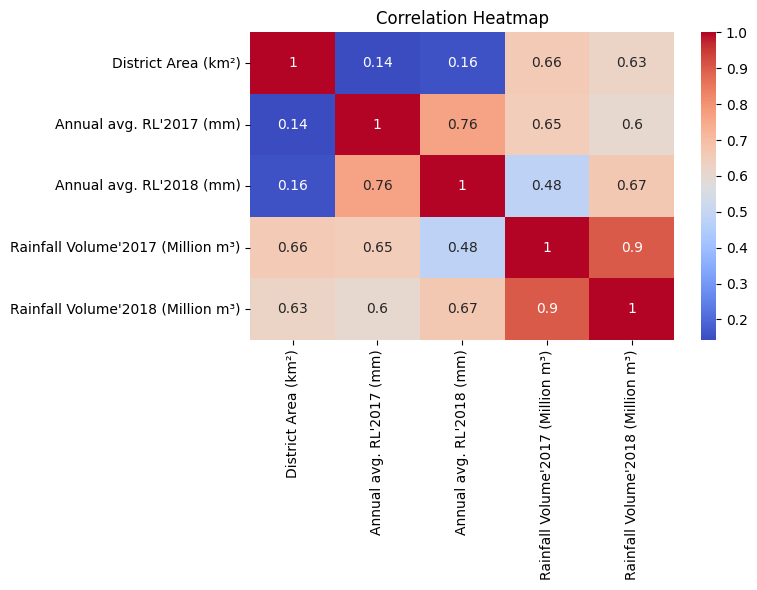 Correlation Heatmap
District Area (km²)
1 0.14 0.16 0.66 0.63
Annual avg. RL'2017 (mm)
0.14 1 0.76 0.65 0.6
Annual avg. RL'2018 (mm)
0.16 0.76 1 0.48 0.67
Rainfall Volume'2017 (Million m³)
0.66 0.65 0.48 1 0.9
Rainfall Volume'2018 (Million m³)
0.63 0.6 0.67 0.9 1
District Area (km²)
Annual avg. RL'2017 (mm)
Annual avg. RL'2018 (mm)
Rainfall Volume'2017 (Million m³)
Rainfall Volume'2018 (Million m³)
1.0
0.9
0.8
0.7
0.6
0.5
0.4
0.3
0.2